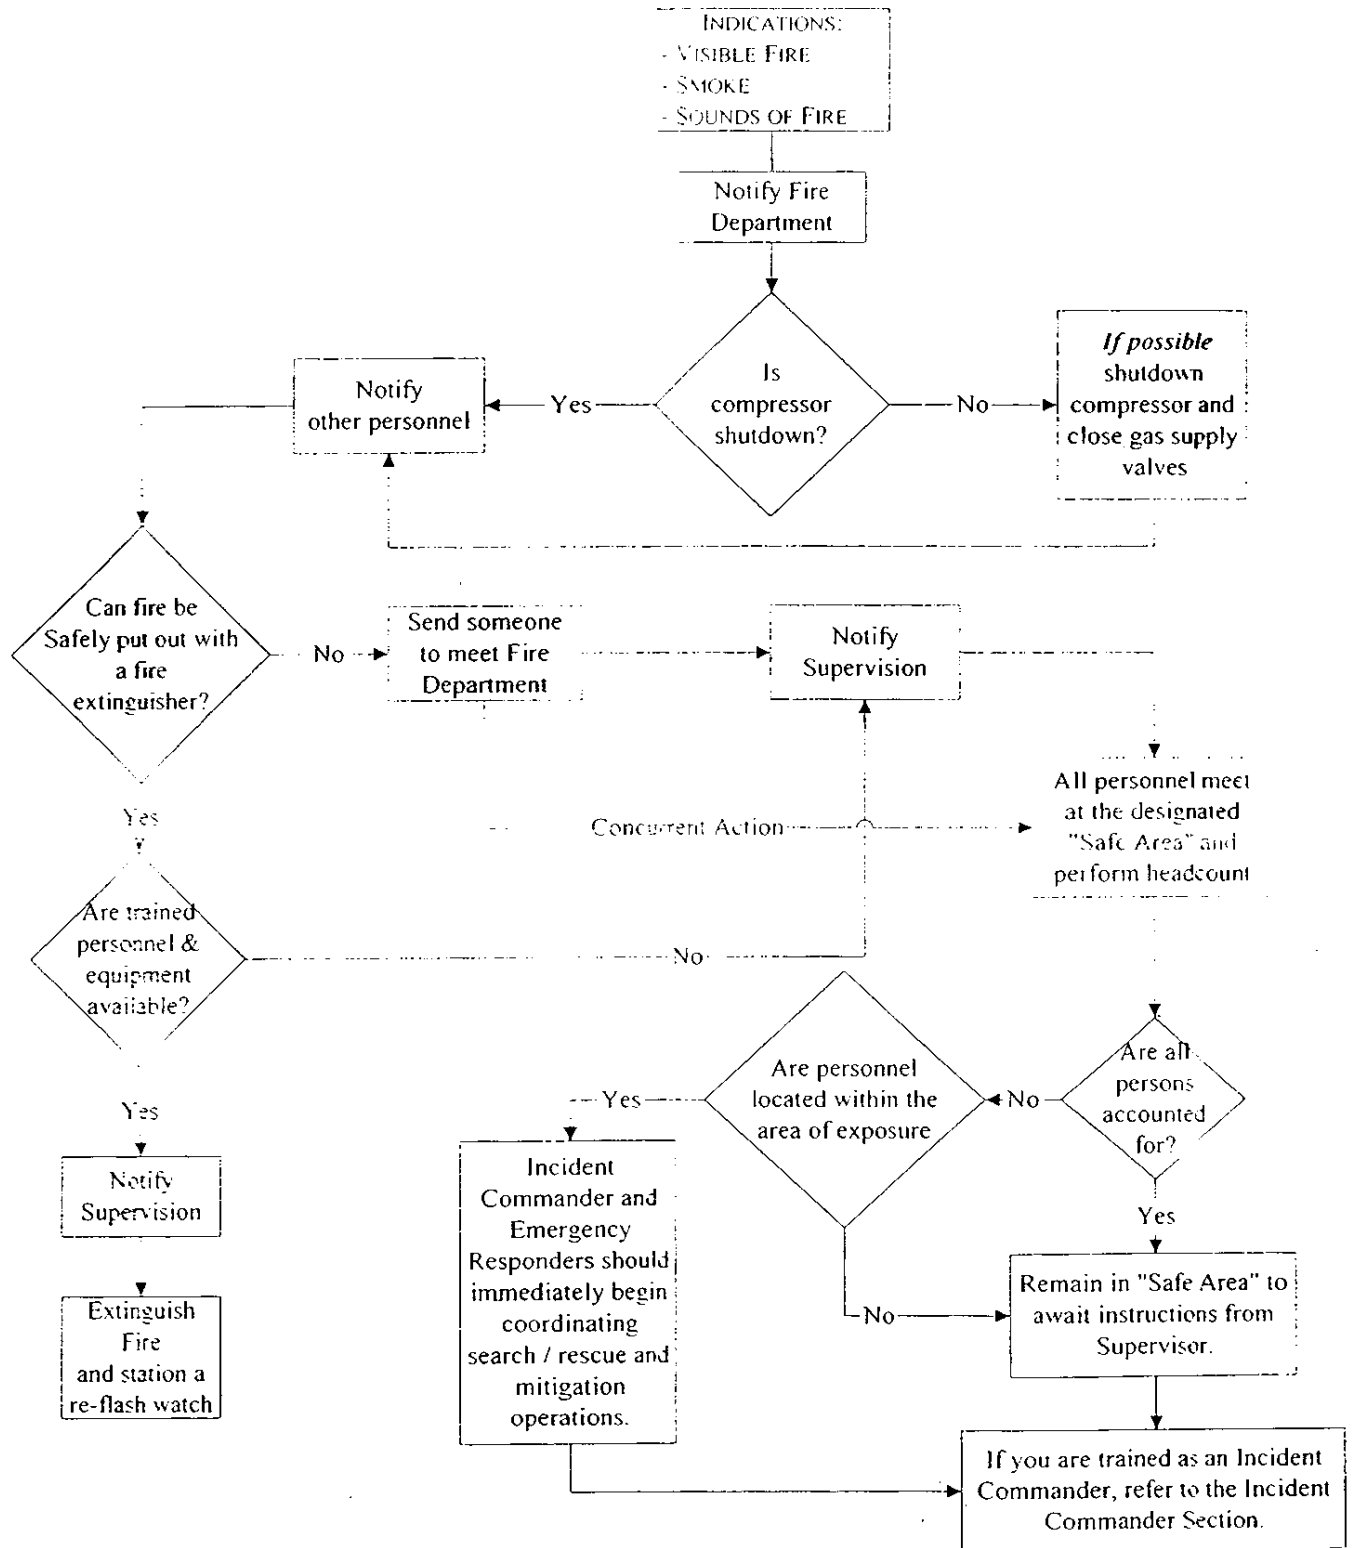 INDICATIONS:
- VISIBLE FIRE
- SMOKE
- SOUNDS OF FIRE
Notify Fire
Department
Is
compressor
shutdown?
Yes
No
Notify
other personnel
If possible
shutdown
compressor and
close gas supply
valves
Can fire be
Safely put out with
a fire
extinguisher?
No
Send someone
to meet Fire
Department
Notify
Supervision
Yes
Concurrent Action
All personnel meet
at the designated
"Safe Area" and
perform headcount
Are trained
personnel &
equipment
available?
No
Yes
Notify
Supervision
Extinguish
Fire
and station a
re-flash watch
Are all
persons
accounted
for?
No
Are personnel
located within the
area of exposure
Yes
Incident
Commander and
Emergency
Responders should
immediately begin
coordinating
search / rescue and
mitigation
operations.
Yes
No
Remain in "Safe Area" to
await instructions from
Supervisor.
If you are trained as an Incident
Commander, refer to the Incident
Commander Section.